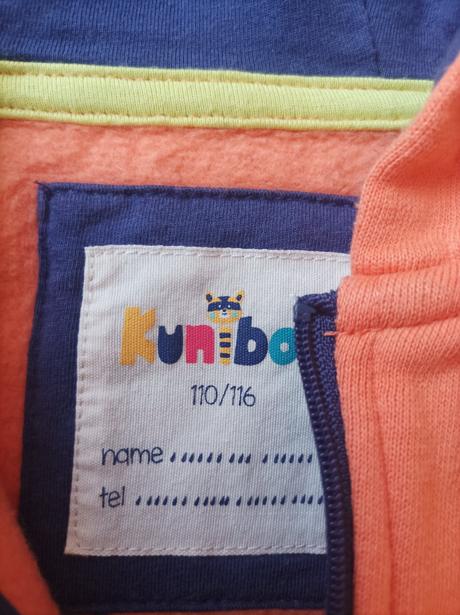 Kunibo
110/116
name
tel